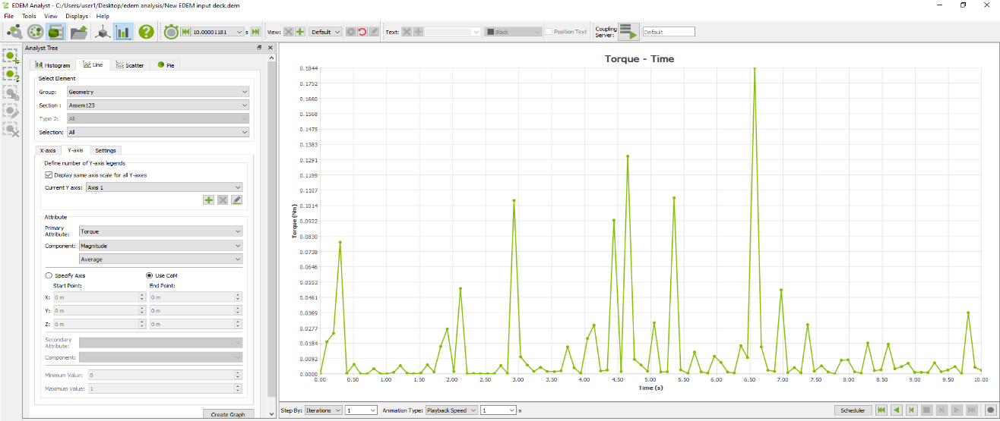 EDEM Analyst - C:/Users/user1/Desktop/edem analysis/New EDEM input deck.dem
File Tools View Displays Help
10.00001181 s View: Default Text: Black Position Text Coupling Server: Default
Analyst Tree
Histogram Line Scatter Pie
Select Element
Group: Geometry
Section : Assem123
Type 2: All
Selection: All
X-axis Y-axis Settings
Define number of Y-axis legends
Display same axis scale for all Y-axes
Current Y axis: Axis 1
Attribute
Primary Attribute: Torque
Component: Magnitude
Average
Specify Axis Use CoM
Start Point: End Point:
X: 0 m 0 m
Y: 0 m 0 m
Z: 0 m 0 m
Secondary Attribute:
Component:
Minimum Value: 0
Maximum Value: 1
Create Graph
Torque - Time
0.1844
0.1752
0.1660
0.1568
0.1475
0.1383
0.1291
0.1199
0.1107
0.1014
0.0922
0.0830
0.0738
0.0646
0.0553
0.0461
0.0369
0.0277
0.0184
0.0092
0.0000
Torque (Nm)
0.00 0.50 1.00 1.50 2.00 2.50 3.00 3.50 4.00 4.50 5.00 5.50 6.00 6.50 7.00 7.50 8.00 8.50 9.00 9.50 10.00
Time (s)
Step By: Iterations 1 Animation Type: Playback Speed 1 x Scheduler